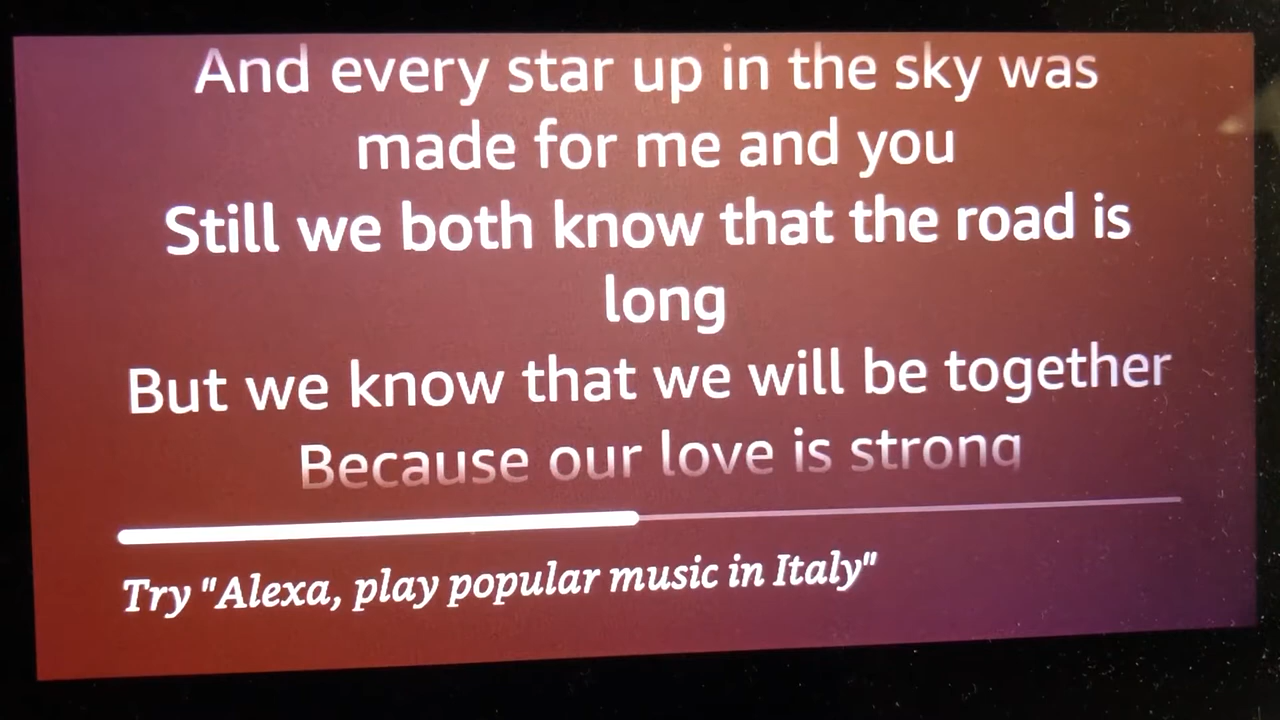 And every star up in the sky was
made for me and you
Still we both know that the road is
long
But we know that we will be together
Because our love is strong
Try "Alexa, play popular music in Italy"